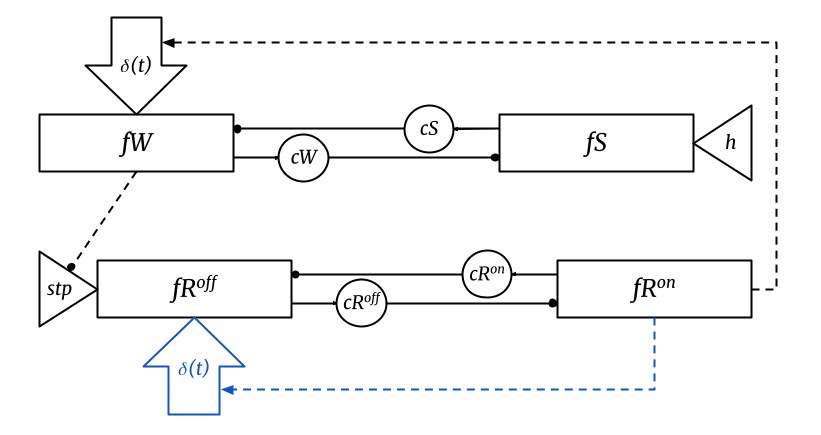 δ(t)
fW
cS
cW
fS
h
stp
fR^off
cR^on
cR^off
fR^on
δ(t)